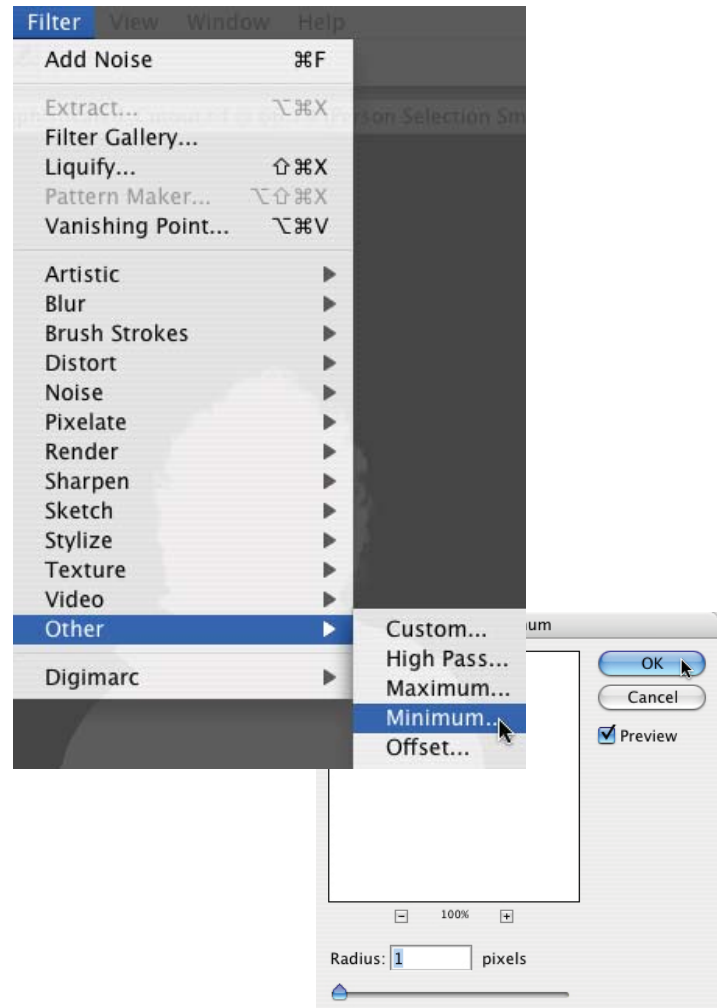 Filter View Window Help
Add Noise ⌘F
Extract... ⌥⌘X
Filter Gallery...
Liquify... ⇧⌘X
Pattern Maker... ⌥⇧⌘X
Vanishing Point... ⌥⌘V
Artistic
Blur
Brush Strokes
Distort
Noise
Pixelate
Render
Sharpen
Sketch
Stylize
Texture
Video
Other
Digimarc
Custom...
High Pass...
Maximum...
Minimum...
Offset...
um
OK
Cancel
Preview
100%
Radius: 1 pixels